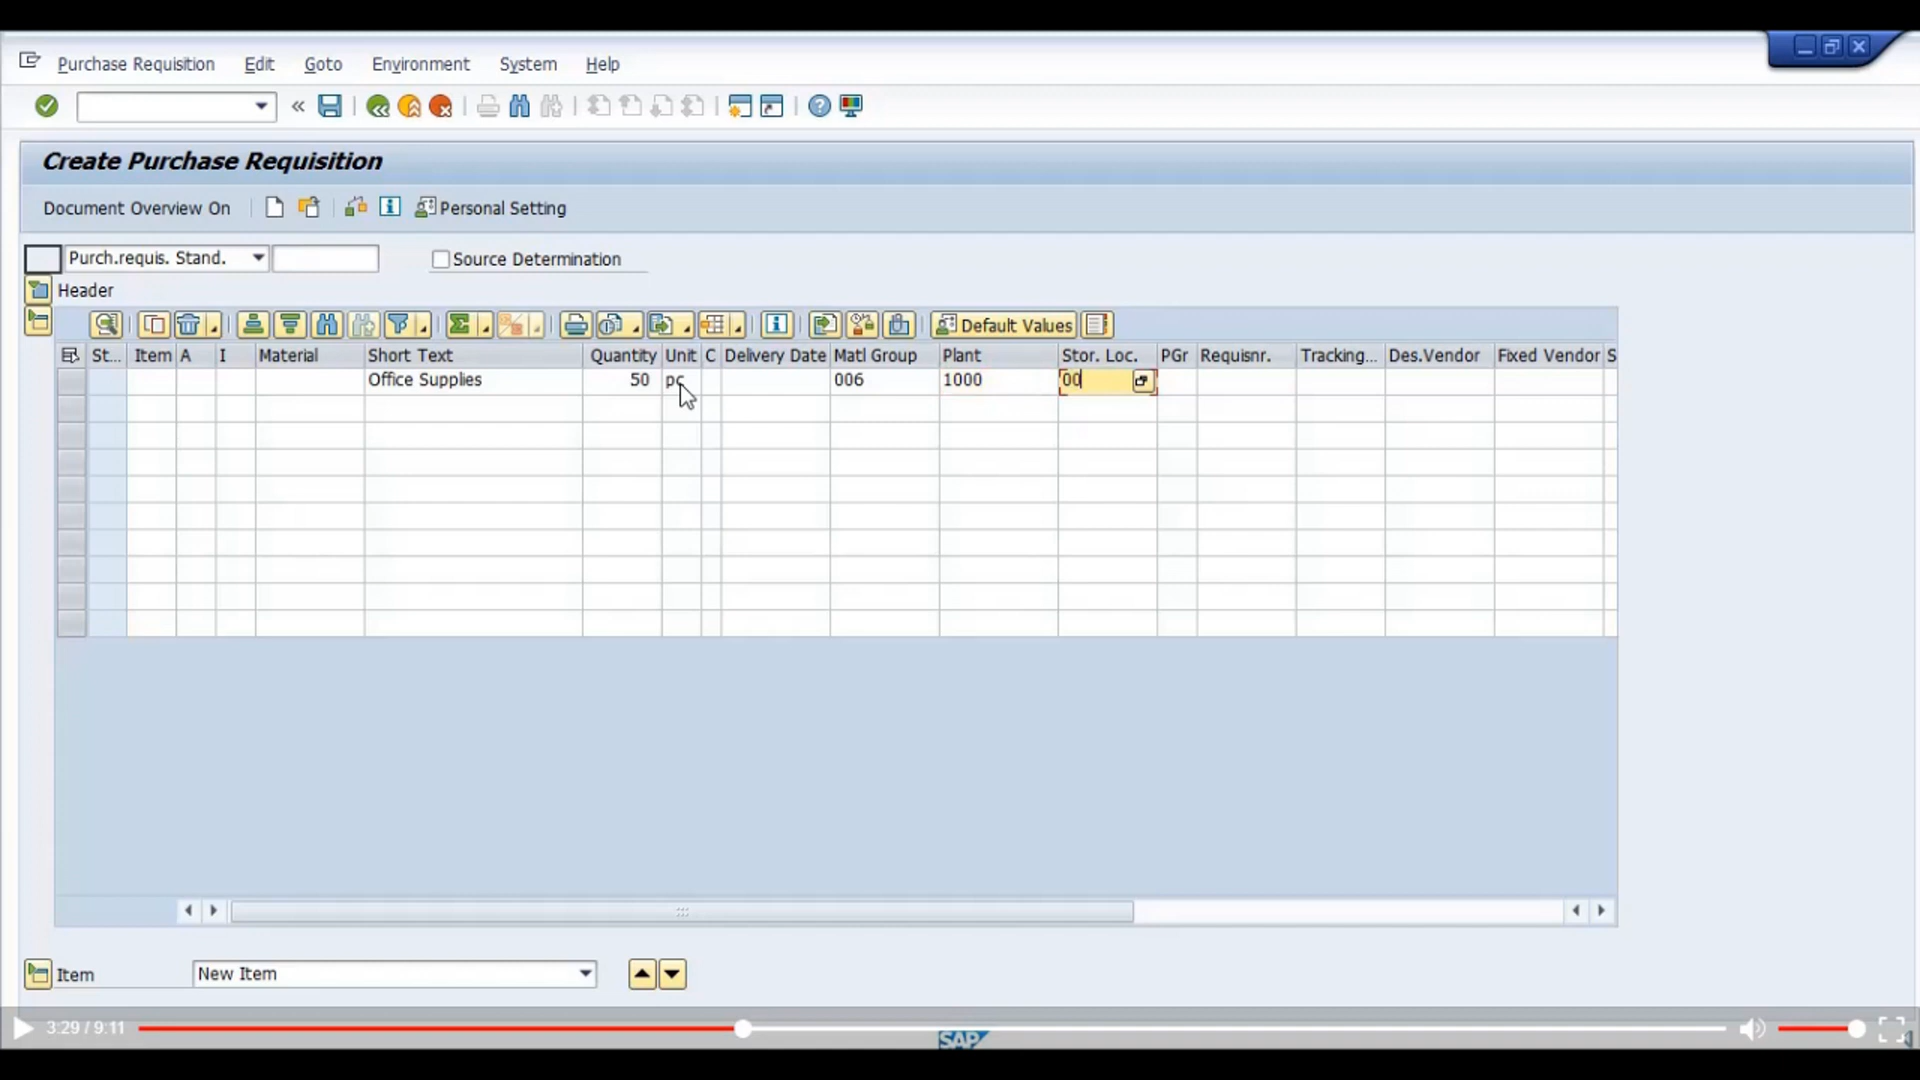 Purchase Requisition Edit Goto Environment System Help
Create Purchase Requisition
Document Overview On Personal Setting
Purch.requis. Stand. Source Determination
Header
Default Values
St... Item A I Material Short Text Quantity Unit C Delivery Date Matl Group Plant Stor. Loc. PGr Requisnr. Tracking... Des.Vendor Fixed Vendor S
Office Supplies 50 pc 006 1000 00
Item New Item
3:29 / 9:11
SAP